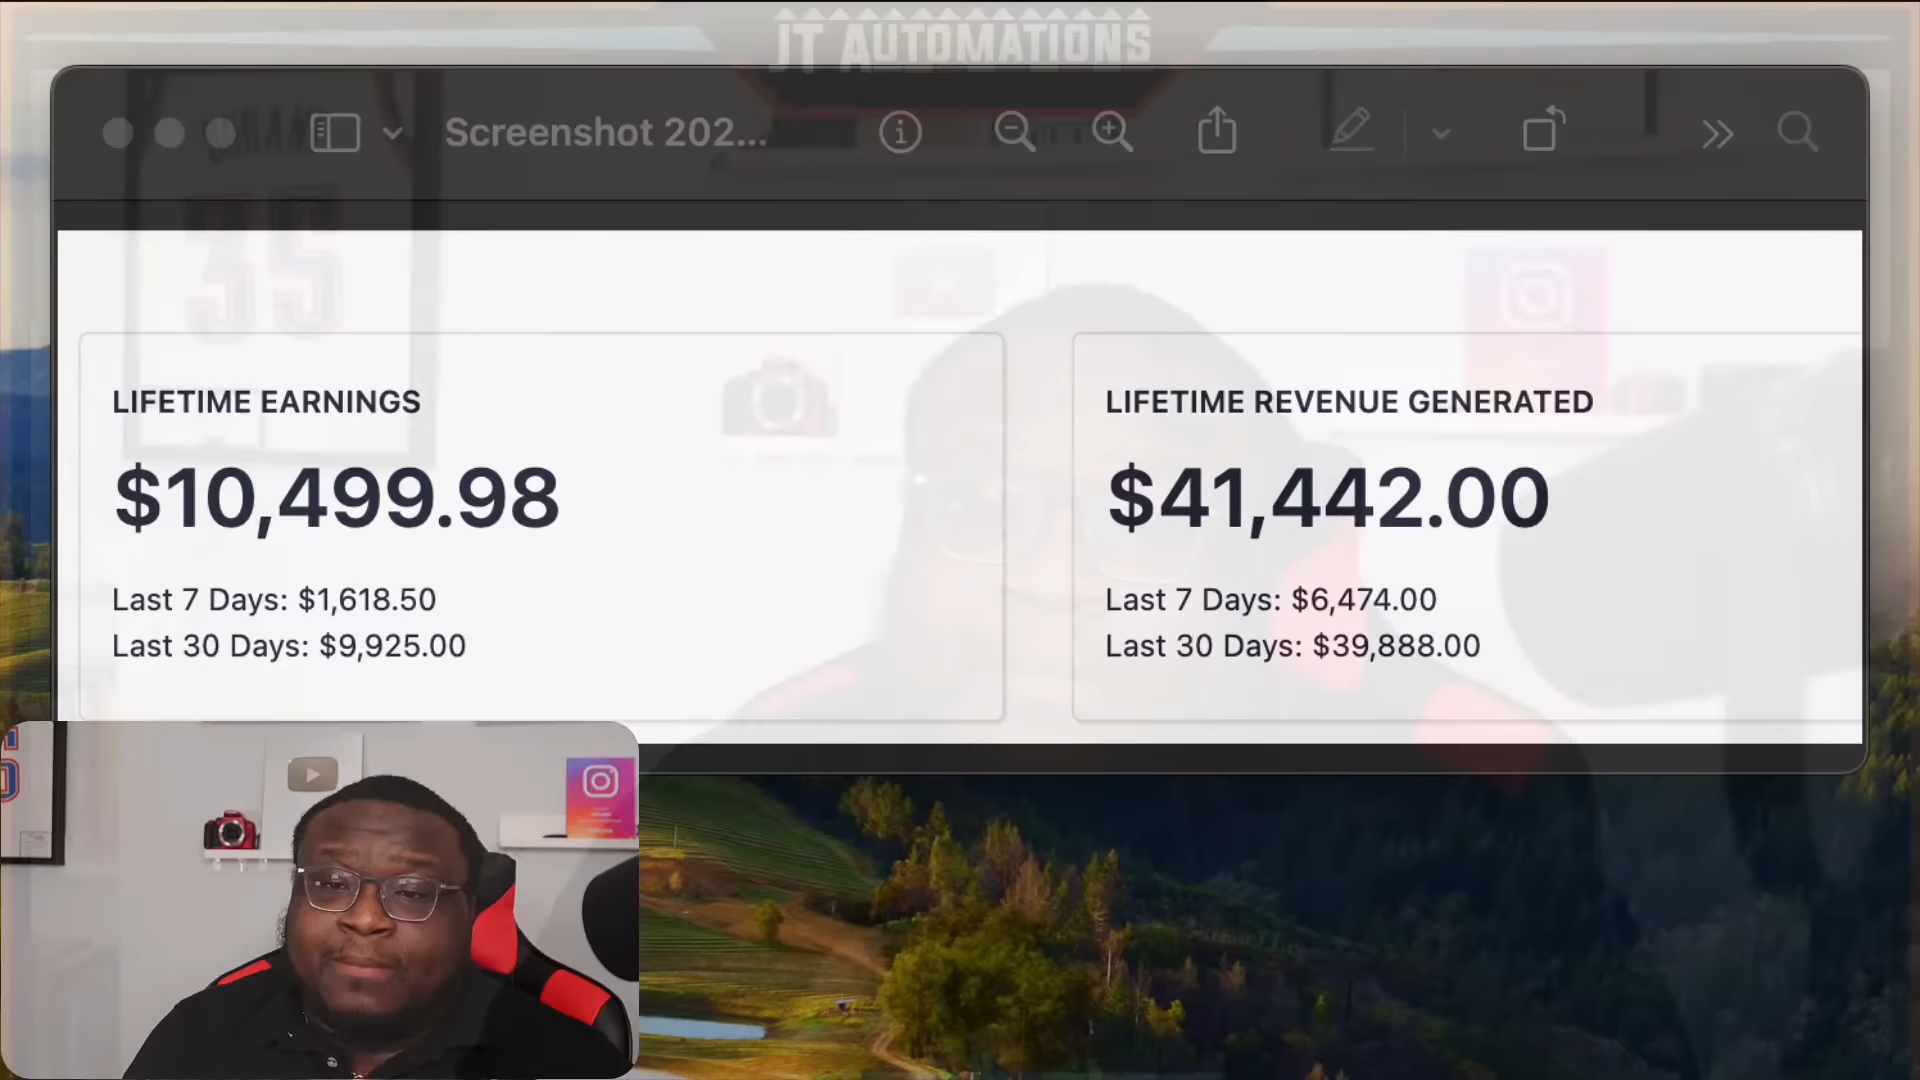 JT AUTOMATIONS
Screenshot 202...
35
LIFETIME EARNINGS
$10,499.98
Last 7 Days: $1,618.50
Last 30 Days: $9,925.00
LIFETIME REVENUE GENERATED
$41,442.00
Last 7 Days: $6,474.00
Last 30 Days: $39,888.00